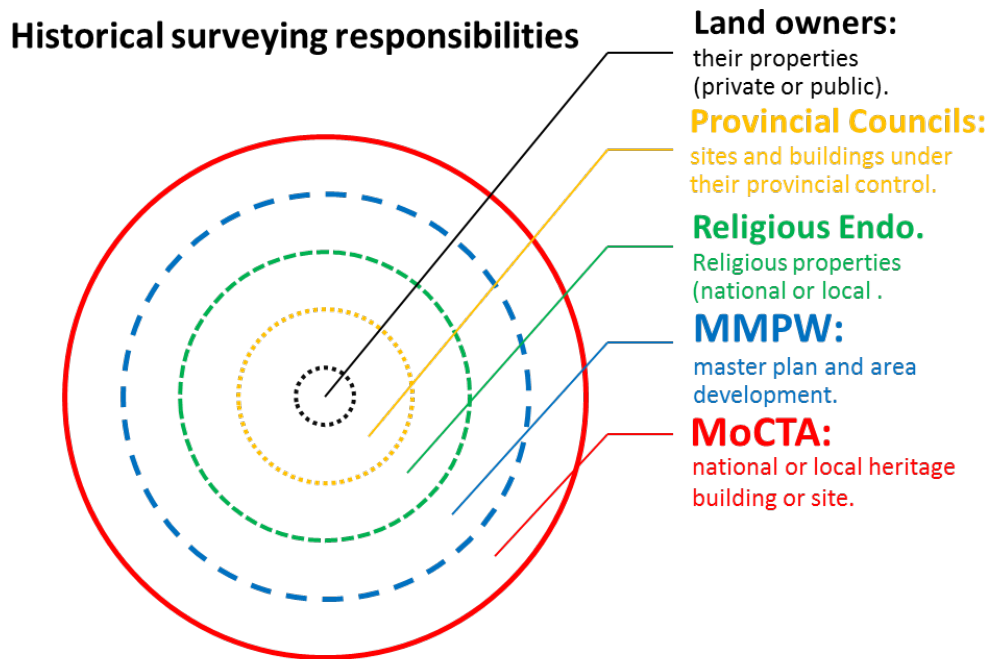 Historical surveying responsibilities
Land owners:
their properties
(private or public).
Provincial Councils:
sites and buildings under
their provincial control.
Religious Endo.
Religious properties
(national or local .
MMPW:
master plan and area
development.
MoCTA:
national or local heritage
building or site.